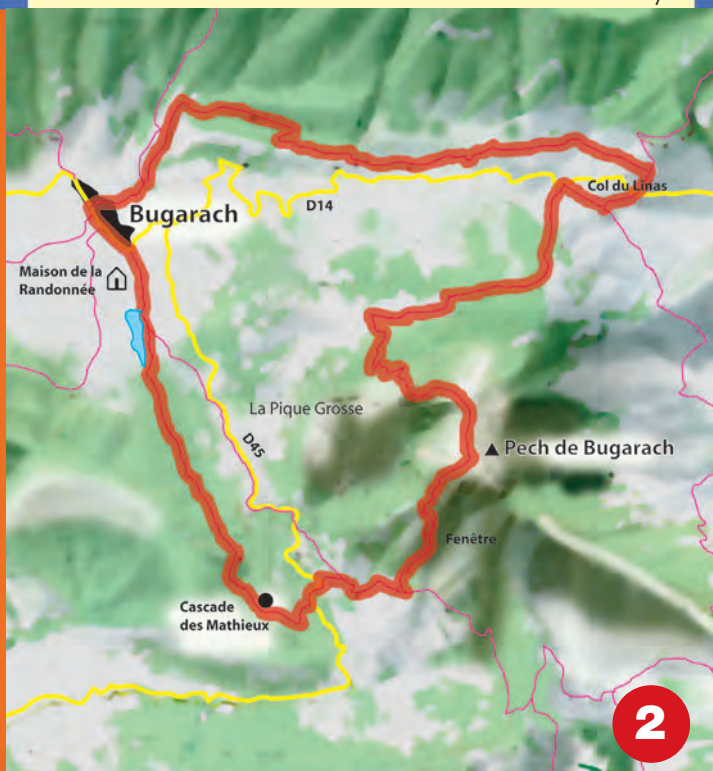 Col du Linas
D14
Bugarach
Maison de la
Randonnée
La Pique Grosse
D45
Pech de Bugarach
Fenêtre
Cascade
des Mathieux
2